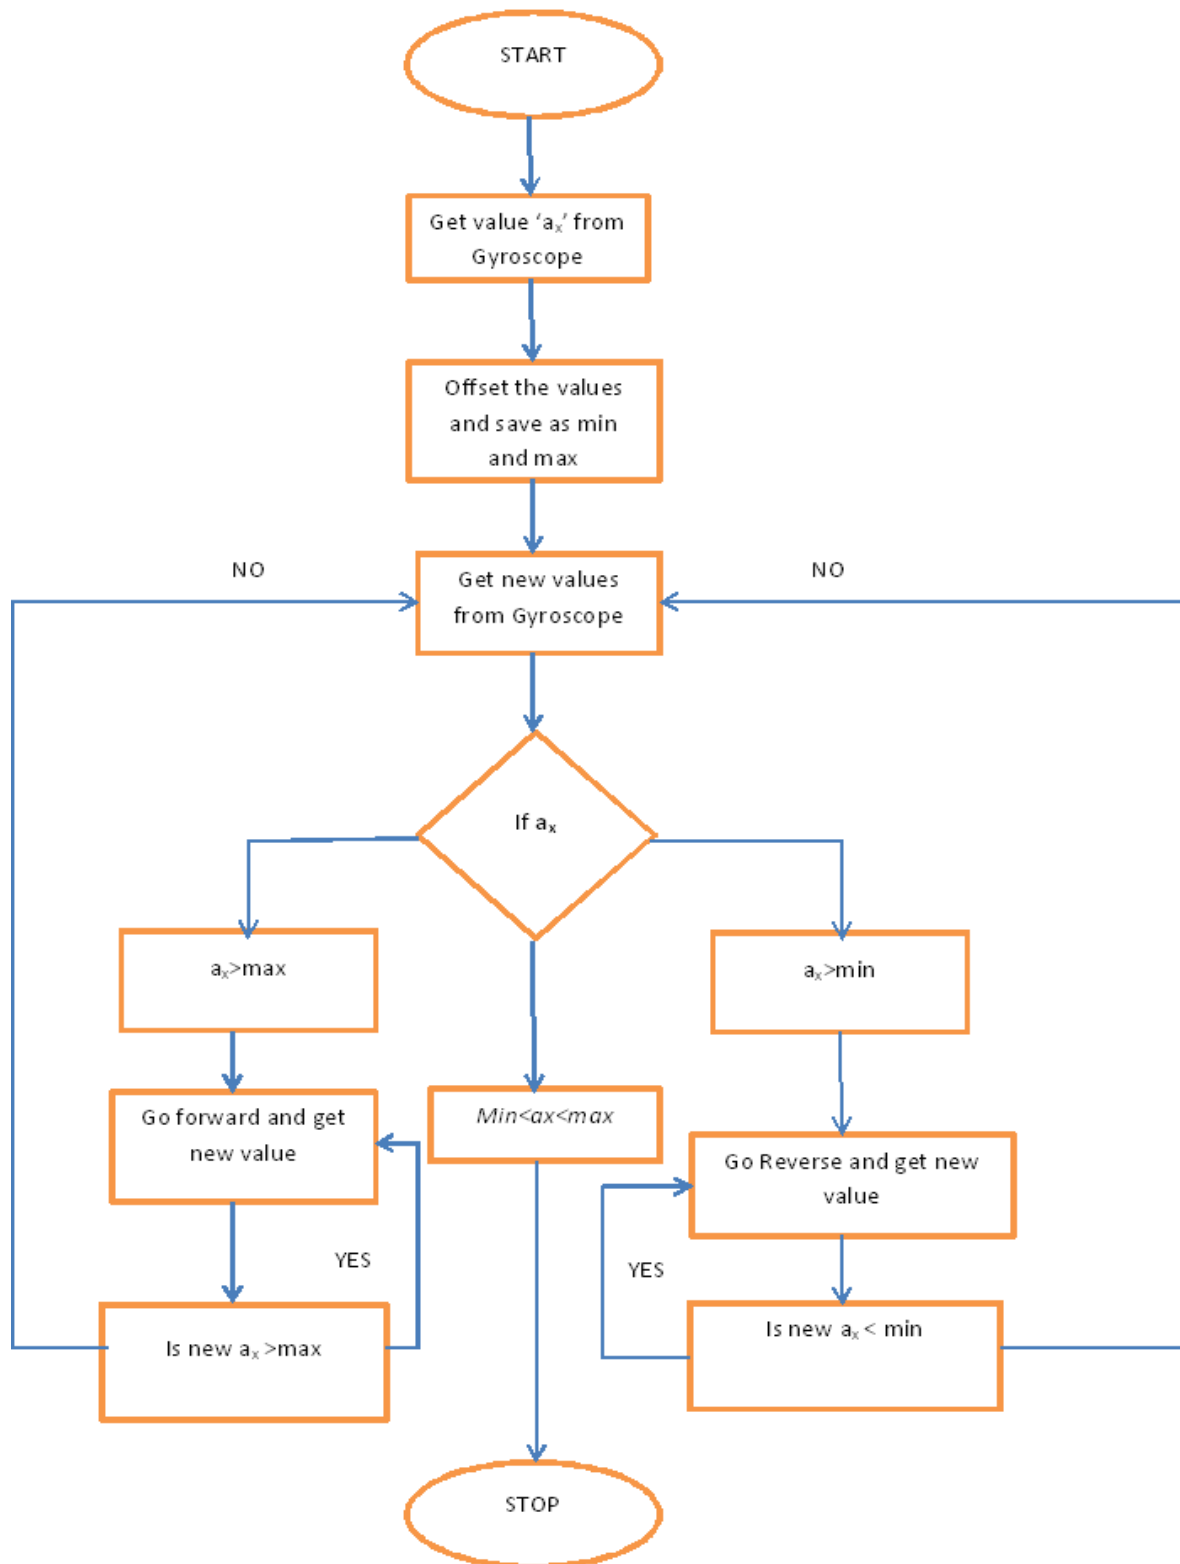 START
Get value ‘aₓ’ from
Gyroscope
Offset the values
and save as min
and max
NO
NO
Get new values
from Gyroscope
If aₓ
aₓ>max
aₓ>min
Go forward and get
new value
Min<ax<max
Go Reverse and get new
value
YES
YES
Is new aₓ >max
Is new aₓ < min
STOP